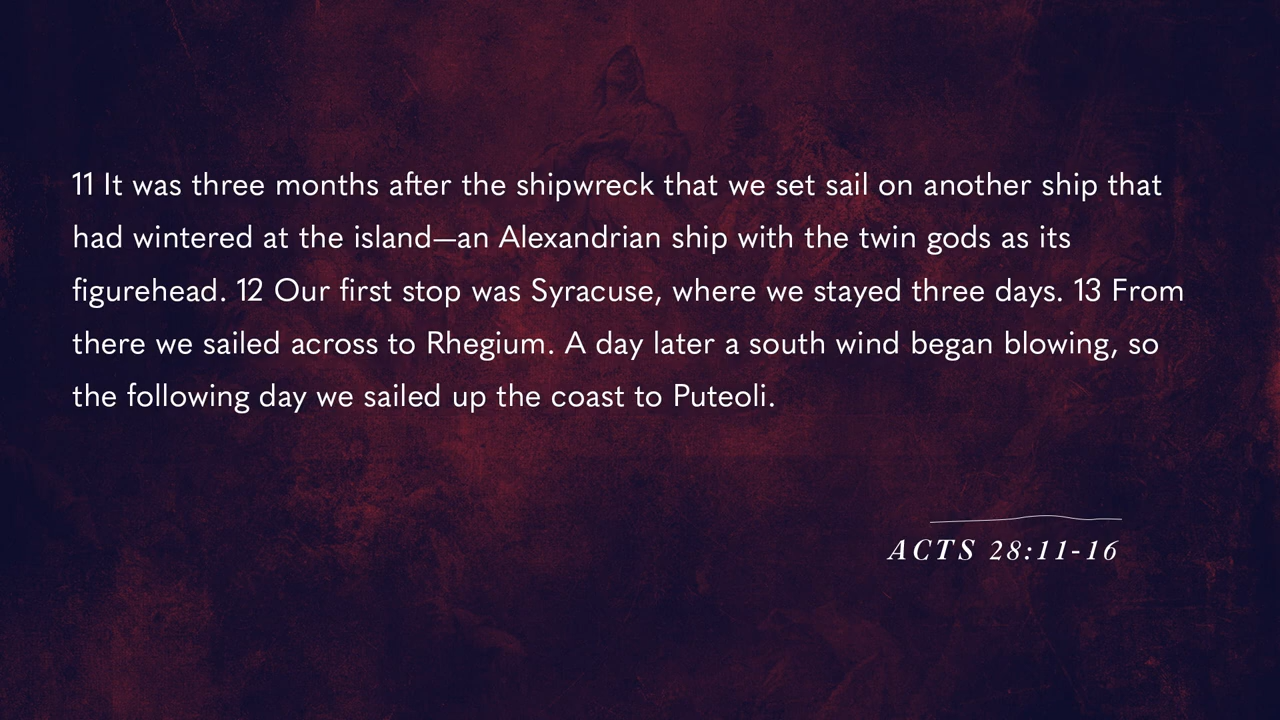 11 It was three months after the shipwreck that we set sail on another ship that
had wintered at the island—an Alexandrian ship with the twin gods as its
figurehead. 12 Our first stop was Syracuse, where we stayed three days. 13 From
there we sailed across to Rhegium. A day later a south wind began blowing, so
the following day we sailed up the coast to Puteoli.
ACTS 28:11-16